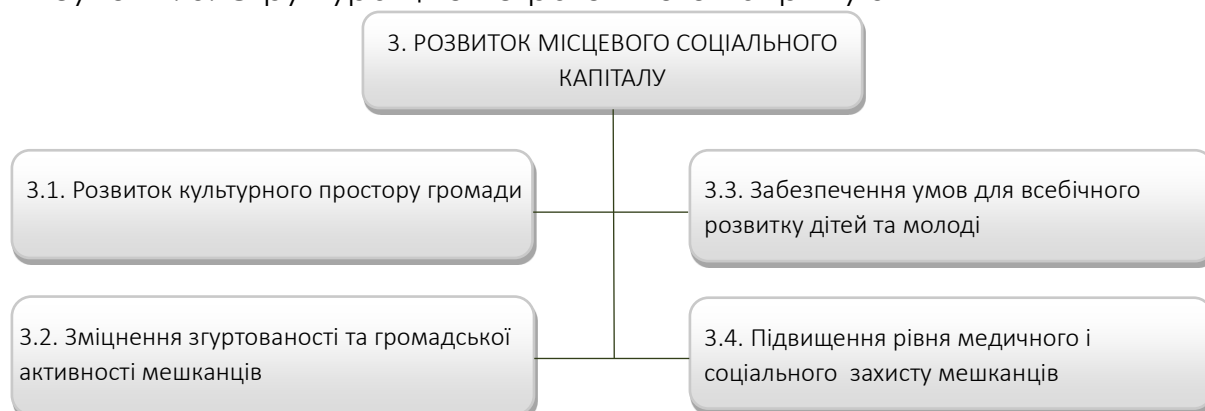 3. РОЗВИТОК МІСЦЕВОГО СОЦІАЛЬНОГО
КАПІТАЛУ
3.1. Розвиток культурного простору громади
3.2. Зміцнення згуртованості та громадської
активності мешканців
3.3. Забезпечення умов для всебічного
розвитку дітей та молоді
3.4. Підвищення рівня медичного і
соціального захисту мешканців